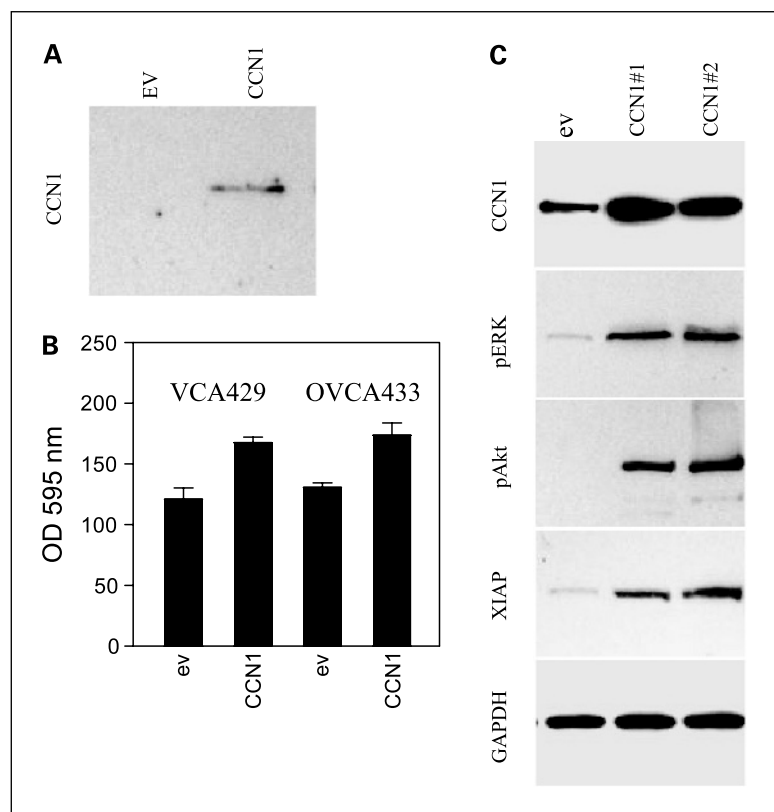 A
EV
CCN1
CCN1
B
OD 595 nm
250
200
150
100
50
0
VCA429 OVCA433
ev
CCN1
ev
CCN1
C
ev
CCN1#1
CCN1#2
CCN1
pERK
pAkt
XIAP
GAPDH